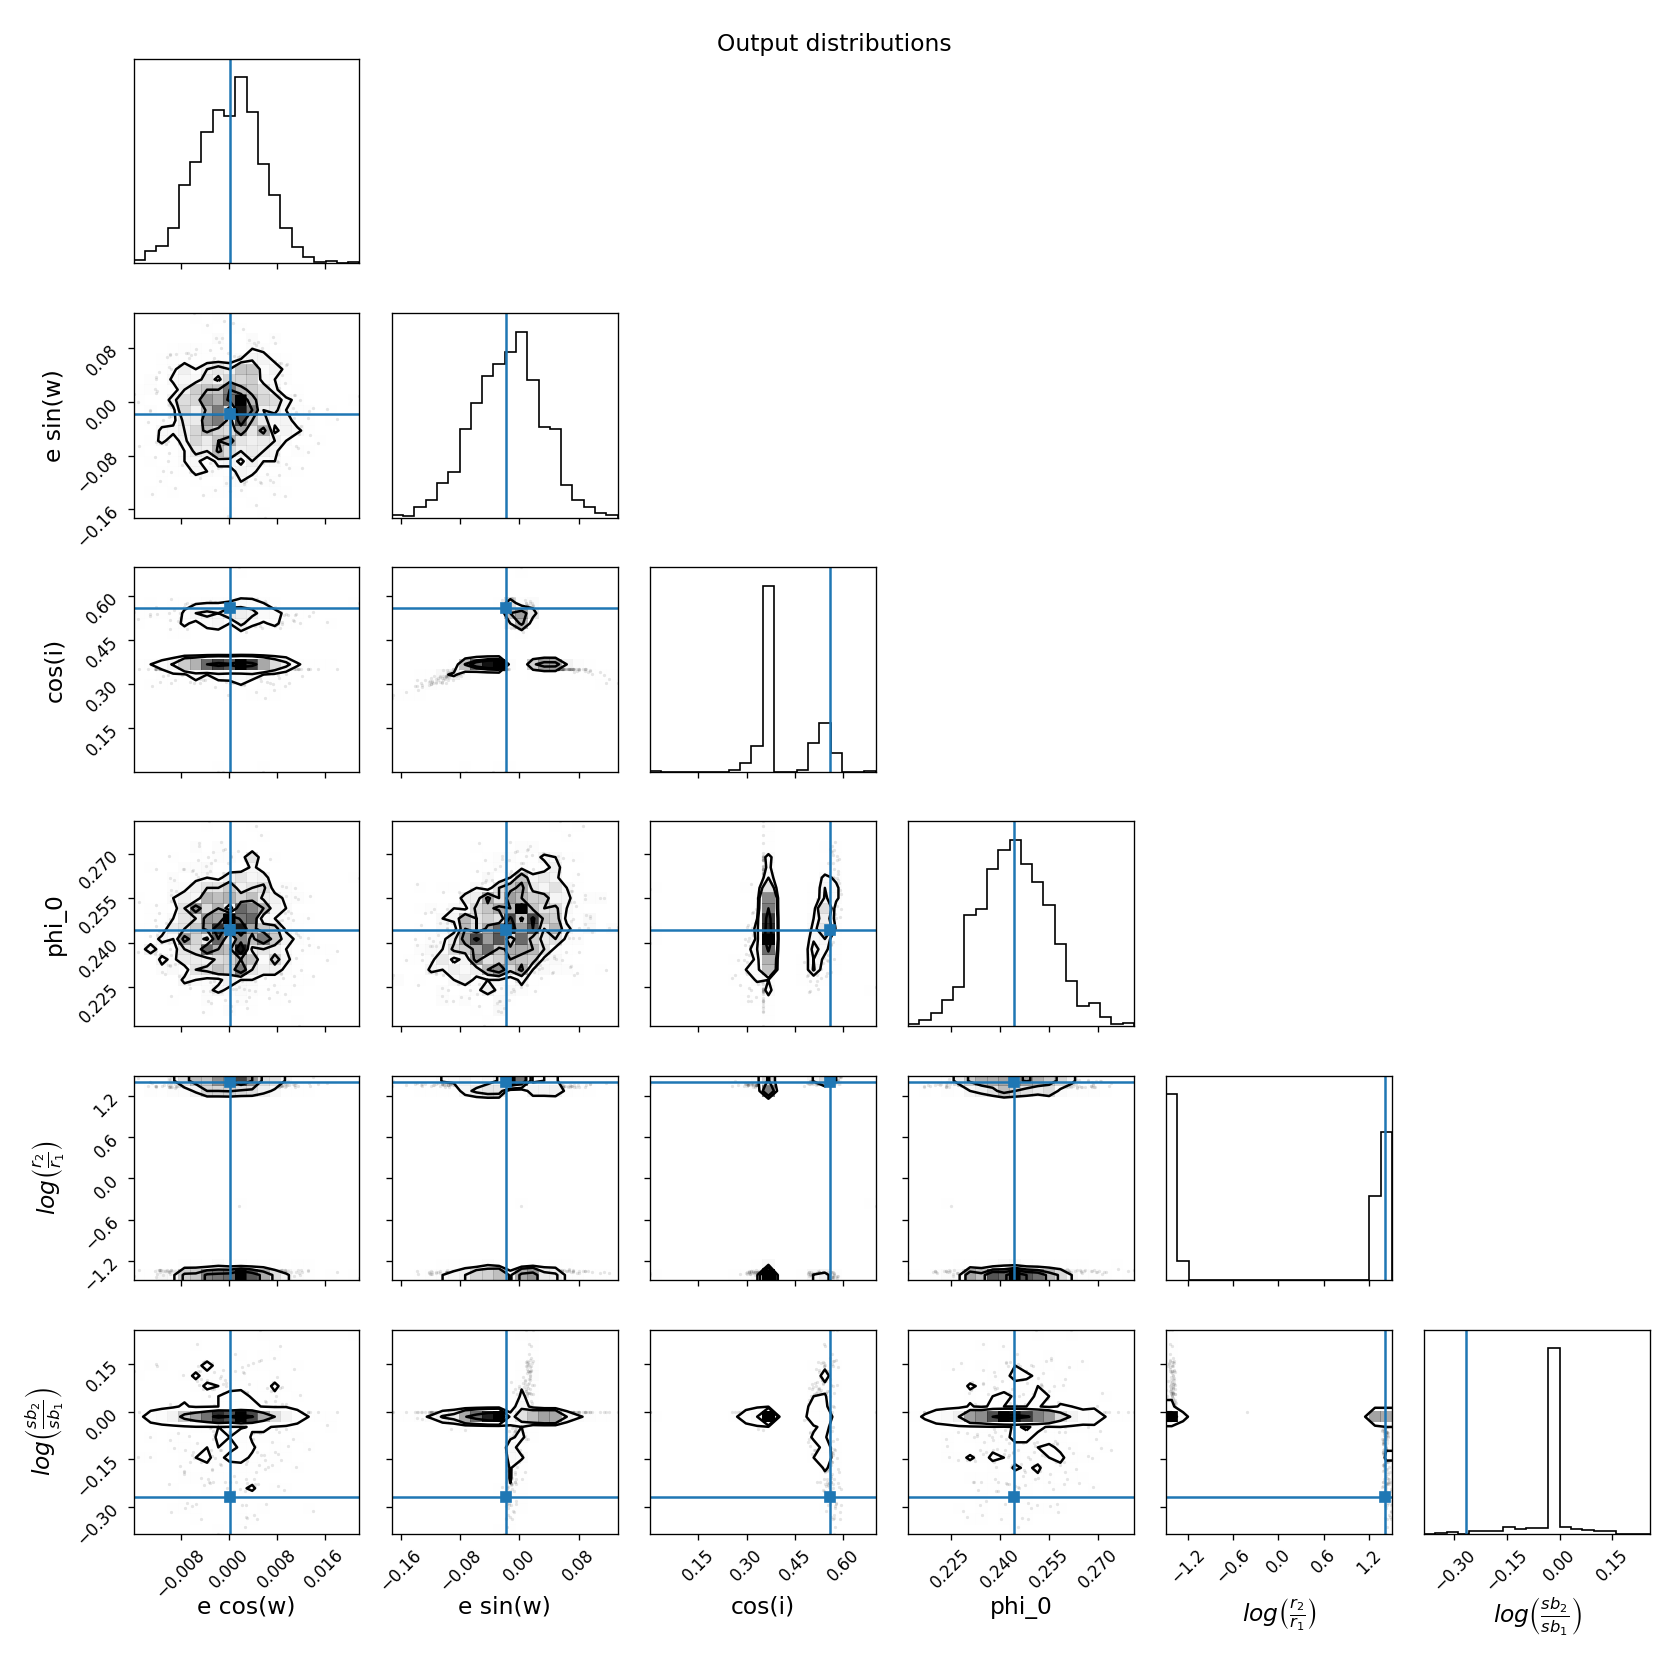 Output distributions
0.08
0.00
−0.08
−0.16
e sin(w)
0.60
0.45
0.30
0.15
cos(i)
0.270
0.255
0.240
0.225
phi_0
1.2
0.6
0.0
−0.6
−1.2
log(r2/r1)
0.15
0.00
−0.15
−0.30
log(sb2/sb1)
−0.008 0.000 0.008 0.016 −0.16 −0.08 0.00 0.08 0.15 0.30 0.45 0.60 0.225 0.240 0.255 0.270 −1.2 −0.6 0.0 0.6 1.2 −0.30 −0.15 0.00 0.15
e cos(w) e sin(w) cos(i) phi_0 log(r2/r1) log(sb2/sb1)